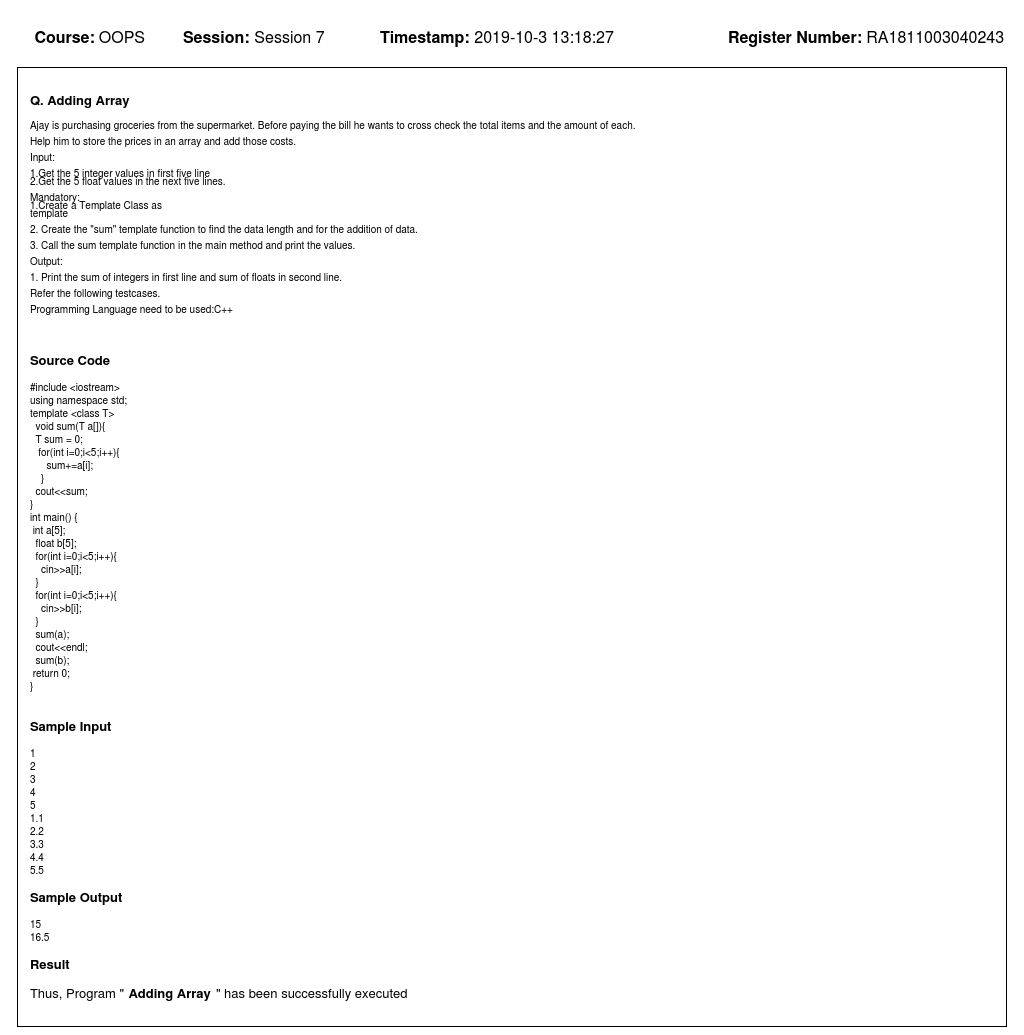 Course: OOPS Session: Session 7 Timestamp: 2019-10-3 13:18:27 Register Number: RA1811003040243
Q. Adding Array
Ajay is purchasing groceries from the supermarket. Before paying the bill he wants to cross check the total items and the amount of each.
Help him to store the prices in an array and add those costs.
Input:
1.Get the 5 integer values in first five line
2.Get the 5 float values in the next five lines.
Mandatory:
1.Create a Template Class as
template
2. Create the "sum" template function to find the data length and for the addition of data.
3. Call the sum template function in the main method and print the values.
Output:
1. Print the sum of integers in first line and sum of floats in second line.
Refer the following testcases.
Programming Language need to be used:C++
Source Code
#include <iostream>
using namespace std;
template <class T>
void sum(T a[]){
T sum = 0;
for(int i=0;i<5;i++){
sum+=a[i];
}
cout<<sum;
}
int main() {
int a[5];
float b[5];
for(int i=0;i<5;i++){
cin>>a[i];
}
for(int i=0;i<5;i++){
cin>>b[i];
}
sum(a);
cout<<endl;
sum(b);
return 0;
}
Sample Input
1
2
3
4
5
1.1
2.2
3.3
4.4
5.5
Sample Output
15
16.5
Result
Thus, Program " Adding Array " has been successfully executed